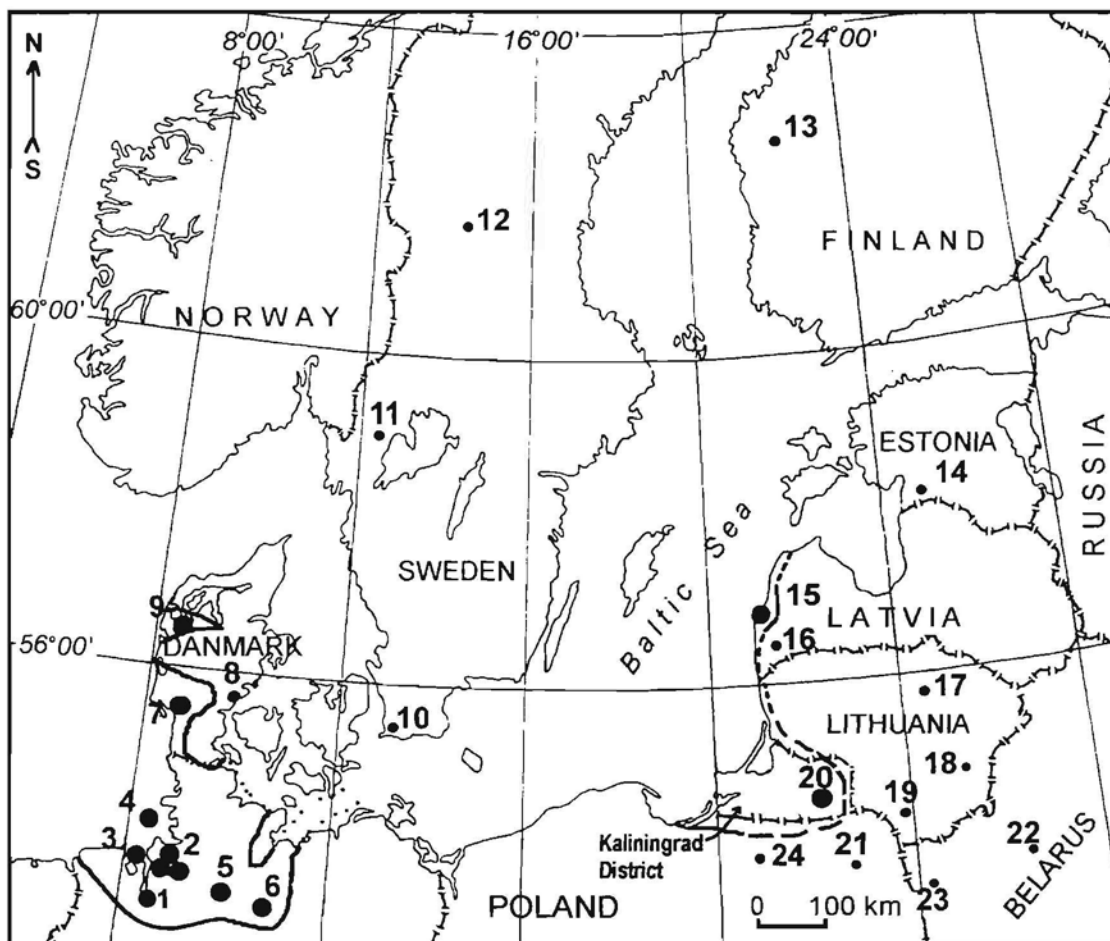 8°00'
16°00'
24°00'
N
S
13
12
FINLAND
60°00'
NORWAY
11
ESTONIA
14
RUSSIA
Baltic Sea
SWEDEN
9
DANMARK
15
LATVIA
16
56°00'
8
7
10
17
LITHUANIA
18
20
19
4
3
2
Kaliningrad
District
24
21
22
BELARUS
5
6
1
23
POLAND
0 100 km